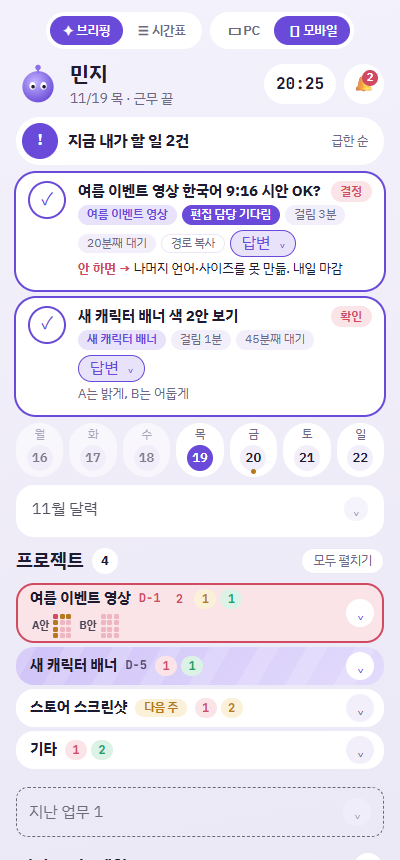 ✦ 브리핑 ☰ 시간표 PC 모바일
민지
11/19 목 · 근무 끝
20:25 2
! 지금 내가 할 일 2건 급한 순
✓ 여름 이벤트 영상 한국어 9:16 시안 OK? 결정
여름 이벤트 영상 편집 담당 기다림 걸림 3분
20분째 대기 경로 복사 답변
안 하면 → 나머지 언어·사이즈를 못 만듦. 내일 마감
✓ 새 캐릭터 배너 색 2안 보기 확인
새 캐릭터 배너 걸림 1분 45분째 대기
답변
A는 밝게, B는 어둡게
월 화 수 목 금 토 일
16 17 18 19 20 21 22
11월 달력
프로젝트 4 모두 펼치기
여름 이벤트 영상 D-1 2 1 1
A안 B안
새 캐릭터 배너 D-5 1 1
스토어 스크린샷 다음 주 1 2
기타 1 2
지난 업무 1